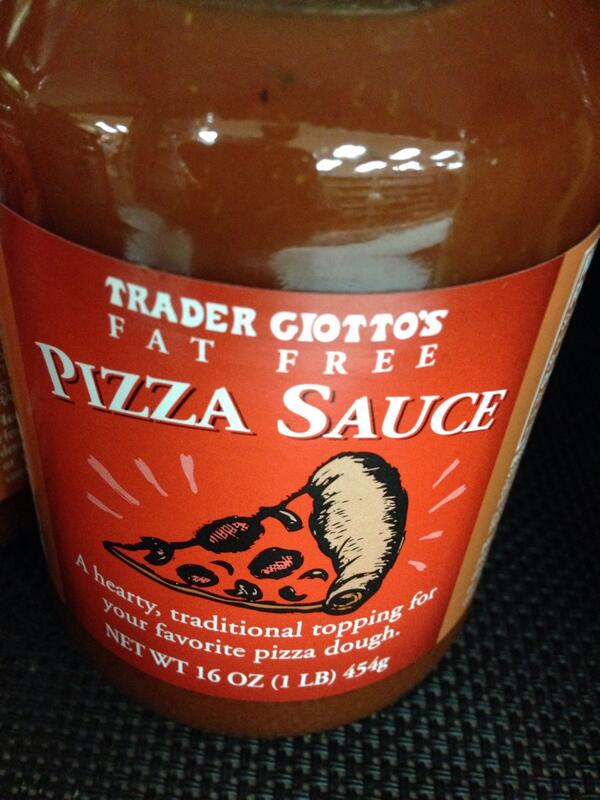 TRADER GIOTTO'S
FAT FREE
PIZZA SAUCE
A hearty, traditional topping for
your favorite pizza dough.
NET WT 16 OZ (1 LB) 454g